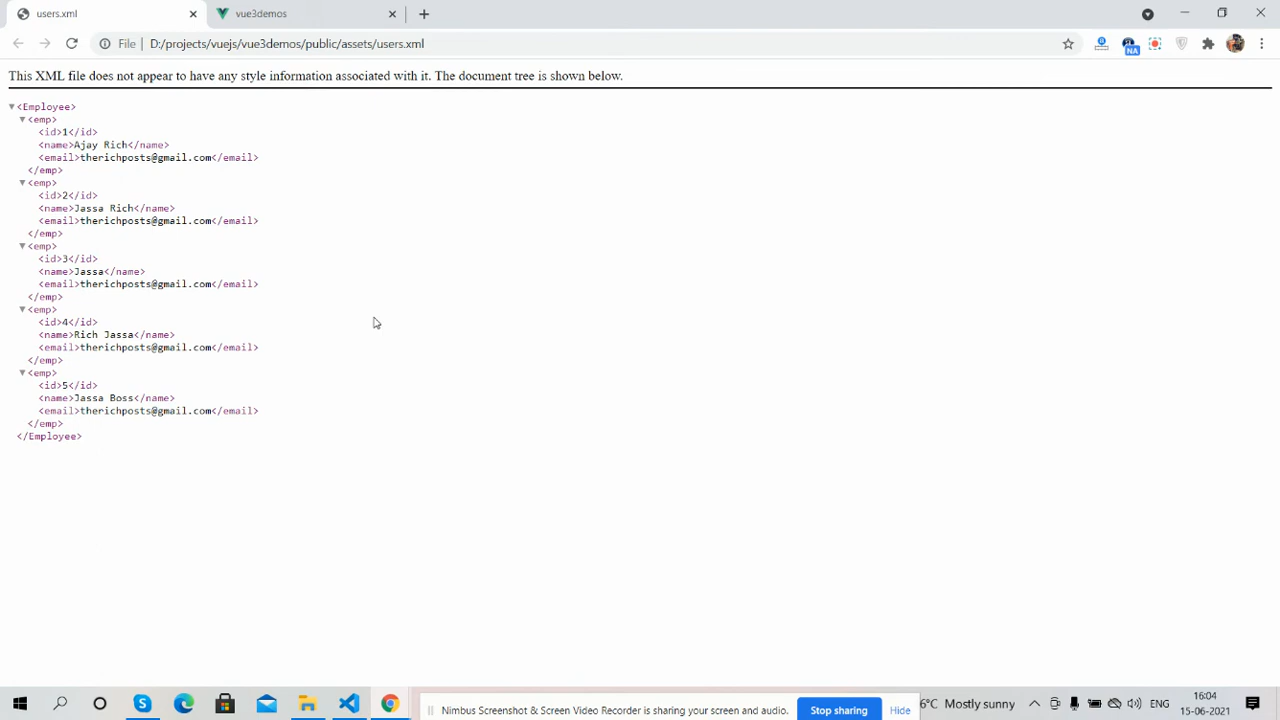 users.xml
vue3demos
File D:/projects/vuejs/vue3demos/public/assets/users.xml
NA
This XML file does not appear to have any style information associated with it. The document tree is shown below.
<Employee>
<emp>
<id>1</id>
<name>Ajay Rich</name>
<email>therichposts@gmail.com</email>
</emp>
<emp>
<id>2</id>
<name>Jassa Rich</name>
<email>therichposts@gmail.com</email>
</emp>
<emp>
<id>3</id>
<name>Jassa</name>
<email>therichposts@gmail.com</email>
</emp>
<emp>
<id>4</id>
<name>Rich Jassa</name>
<email>therichposts@gmail.com</email>
</emp>
<emp>
<id>5</id>
<name>Jassa Boss</name>
<email>therichposts@gmail.com</email>
</emp>
</Employee>
Nimbus Screenshot & Screen Video Recorder is sharing your screen and audio. Stop sharing Hide
6°C Mostly sunny ENG
16:04
15-06-2021